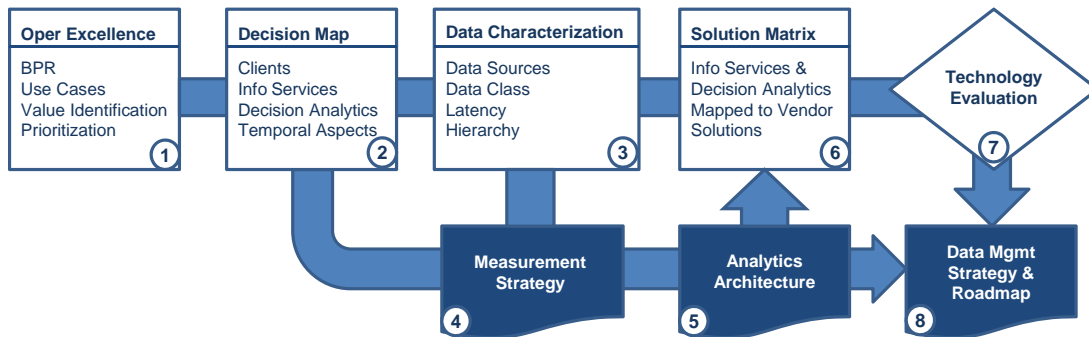 Oper Excellence
BPR
Use Cases
Value Identification
Prioritization
1
Decision Map
Clients
Info Services
Decision Analytics
Temporal Aspects
2
Data Characterization
Data Sources
Data Class
Latency
Hierarchy
3
Solution Matrix
Info Services &
Decision Analytics
Mapped to Vendor
Solutions
6
Technology
Evaluation
7
Measurement
Strategy
4
Analytics
Architecture
5
Data Mgmt
Strategy &
Roadmap
8